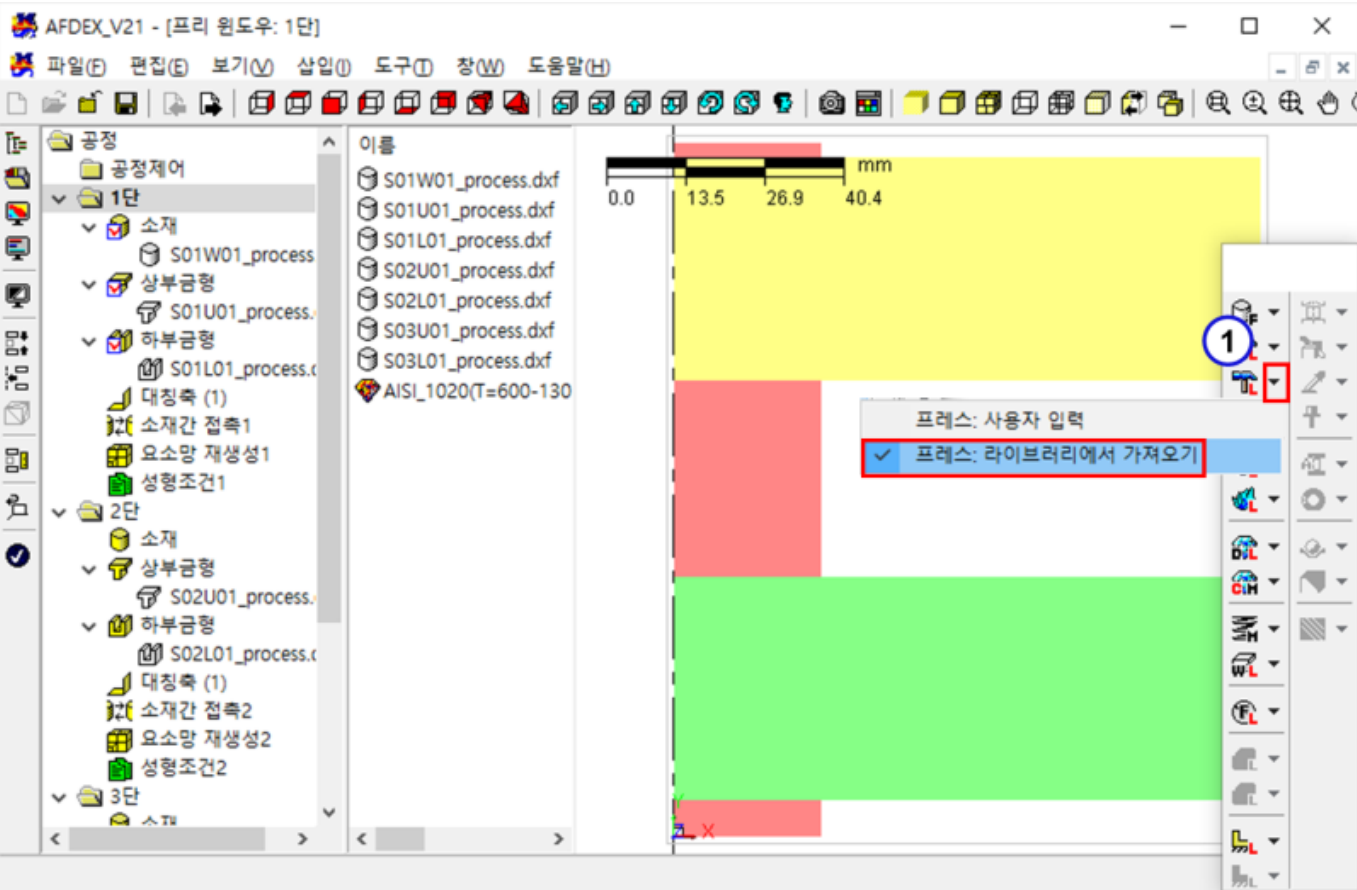 AFDEX_V21 - [프리 윈도우: 1단]
파일(F) 편집(E) 보기(V) 삽입(I) 도구(T) 창(W) 도움말(H)
공정
공정제어
1단
소재
S01W01_process
상부금형
S01U01_process.
하부금형
S01L01_process.
대칭축 (1)
소재간 접촉1
요소망 재생성1
성형조건1
2단
소재
상부금형
S02U01_process.
하부금형
S02L01_process.
대칭축 (1)
소재간 접촉2
요소망 재생성2
성형조건2
3단
소재
이름
S01W01_process.dxf
S01U01_process.dxf
S01L01_process.dxf
S02U01_process.dxf
S02L01_process.dxf
S03U01_process.dxf
S03L01_process.dxf
AISI_1020(T=600-130
mm
0.0 13.5 26.9 40.4
Y
Z X
1
프레스: 사용자 입력
프레스: 라이브러리에서 가져오기
F
L
L
L
DiL
CiH
H
WL
FL
L
L
L
L